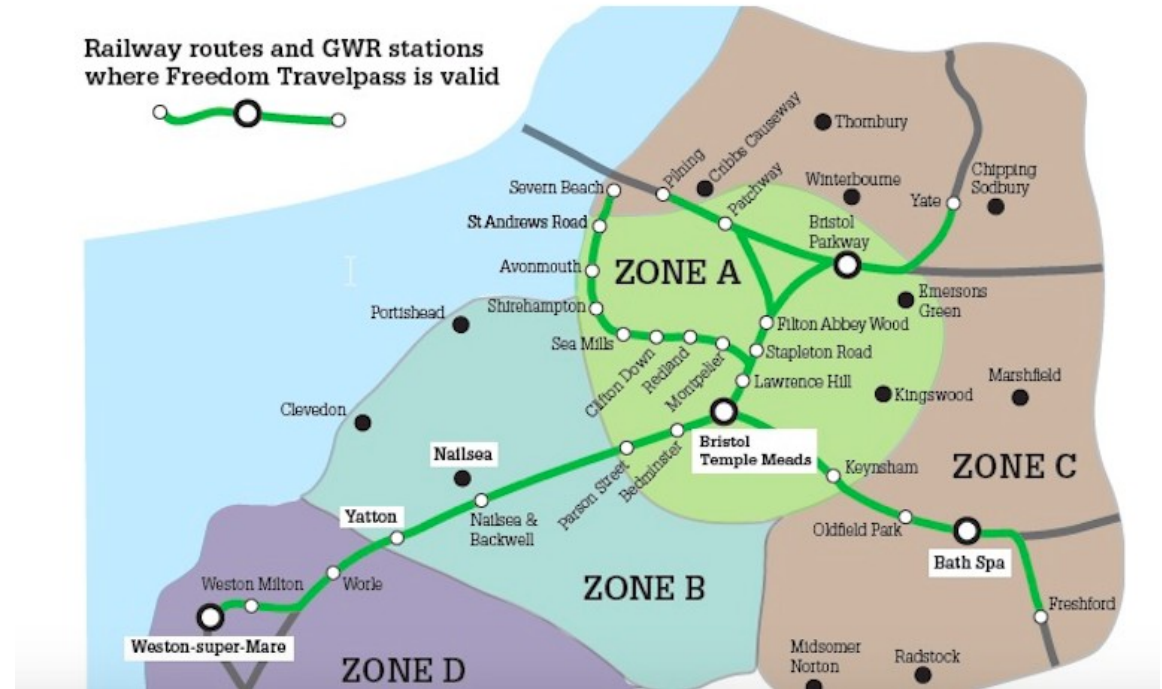 Railway routes and GWR stations
where Freedom Travelpass is valid
Thornbury
Cribbs Causeway
Pilning
Severn Beach
Patchway
Winterbourne
Chipping
Sodbury
Yate
St Andrews Road
Bristol
Parkway
ZONE A
Avonmouth
Emersons
Green
Shirehampton
Portishead
Filton Abbey Wood
Sea Mills
Stapleton Road
Clifton Down
Redland
Montpelier
Lawrence Hill
Marshfield
Kingswood
Clevedon
Bristol
Temple Meads
Nailsea
Parson Street
Bedminster
Keynsham
ZONE C
Yatton
Nailsea &
Backwell
Oldfield Park
Bath Spa
Weston Milton
Worle
ZONE B
Freshford
Weston-super-Mare
ZONE D
Midsomer
Norton
Radstock